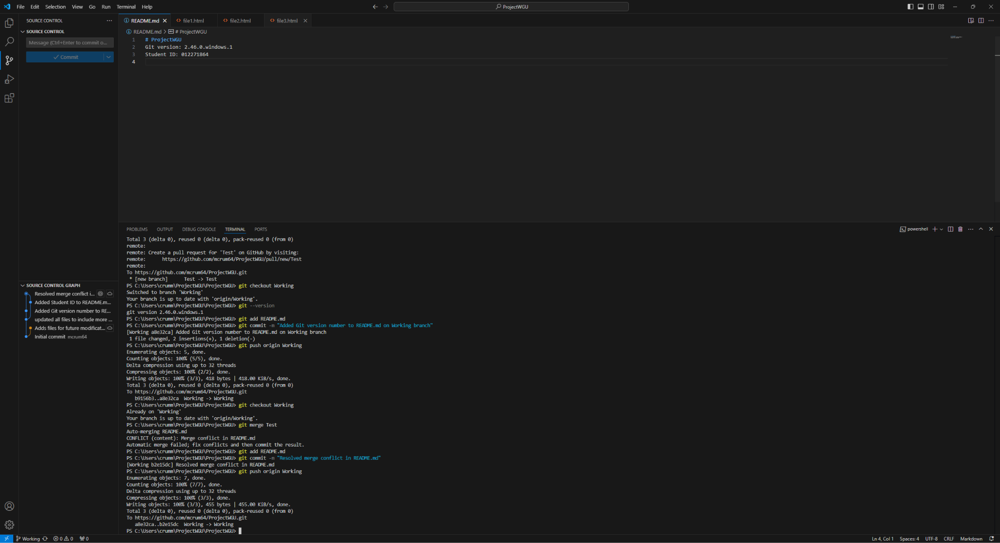 File Edit Selection View Go Run Terminal Help
ProjectWGU
SOURCE CONTROL
SOURCE CONTROL
Message (Ctrl+Enter to commit o...
Commit
README.md file1.html file2.html file3.html
README.md > # ProjectWGU
1 # ProjectWGU
2 Git version: 2.46.0.windows.1
3 Student ID: 012271864
4
SOURCE CONTROL GRAPH
Resolved merge conflict i...
Added Student ID to README.m...
Added Git version number to RE...
updated all files to include more ...
Adds files for future modificat...
Initial commit mcrum64
PROBLEMS OUTPUT DEBUG CONSOLE TERMINAL PORTS
powershell
Total 3 (delta 0), reused 0 (delta 0), pack-reused 0 (from 0)
remote:
remote: Create a pull request for 'Test' on GitHub by visiting:
remote:      https://github.com/mcrum64/ProjectWGU/pull/new/Test
remote:
To https://github.com/mcrum64/ProjectWGU.git
 * [new branch]      Test -> Test
PS C:\Users\crumm\ProjectWGU\ProjectWGU> git checkout Working
Switched to branch 'Working'
Your branch is up to date with 'origin/Working'.
PS C:\Users\crumm\ProjectWGU\ProjectWGU> git --version
git version 2.46.0.windows.1
PS C:\Users\crumm\ProjectWGU\ProjectWGU> git add README.md
PS C:\Users\crumm\ProjectWGU\ProjectWGU> git commit -m "Added Git version number to README.md on Working branch"
[Working a8e32ca] Added Git version number to README.md on Working branch
 1 file changed, 2 insertions(+), 1 deletion(-)
PS C:\Users\crumm\ProjectWGU\ProjectWGU> git push origin Working
Enumerating objects: 5, done.
Counting objects: 100% (5/5), done.
Delta compression using up to 32 threads
Compressing objects: 100% (2/2), done.
Writing objects: 100% (3/3), 418 bytes | 418.00 KiB/s, done.
Total 3 (delta 0), reused 0 (delta 0), pack-reused 0 (from 0)
To https://github.com/mcrum64/ProjectWGU.git
   b9156b3..a8e32ca  Working -> Working
PS C:\Users\crumm\ProjectWGU\ProjectWGU> git checkout Working
Already on 'Working'
Your branch is up to date with 'origin/Working'.
PS C:\Users\crumm\ProjectWGU\ProjectWGU> git merge Test
Auto-merging README.md
CONFLICT (content): Merge conflict in README.md
Automatic merge failed; fix conflicts and then commit the result.
PS C:\Users\crumm\ProjectWGU\ProjectWGU> git add README.md
PS C:\Users\crumm\ProjectWGU\ProjectWGU> git commit -m "Resolved merge conflict in README.md"
[Working b2e15dc] Resolved merge conflict in README.md
PS C:\Users\crumm\ProjectWGU\ProjectWGU> git push origin Working
Enumerating objects: 7, done.
Counting objects: 100% (7/7), done.
Delta compression using up to 32 threads
Compressing objects: 100% (3/3), done.
Writing objects: 100% (3/3), 455 bytes | 455.00 KiB/s, done.
Total 3 (delta 0), reused 0 (delta 0), pack-reused 0 (from 0)
To https://github.com/mcrum64/ProjectWGU.git
   a8e32ca..b2e15dc  Working -> Working
PS C:\Users\crumm\ProjectWGU\ProjectWGU>
Working 0 0 0 Ln 4, Col 1 Spaces: 4 UTF-8 CRLF Markdown